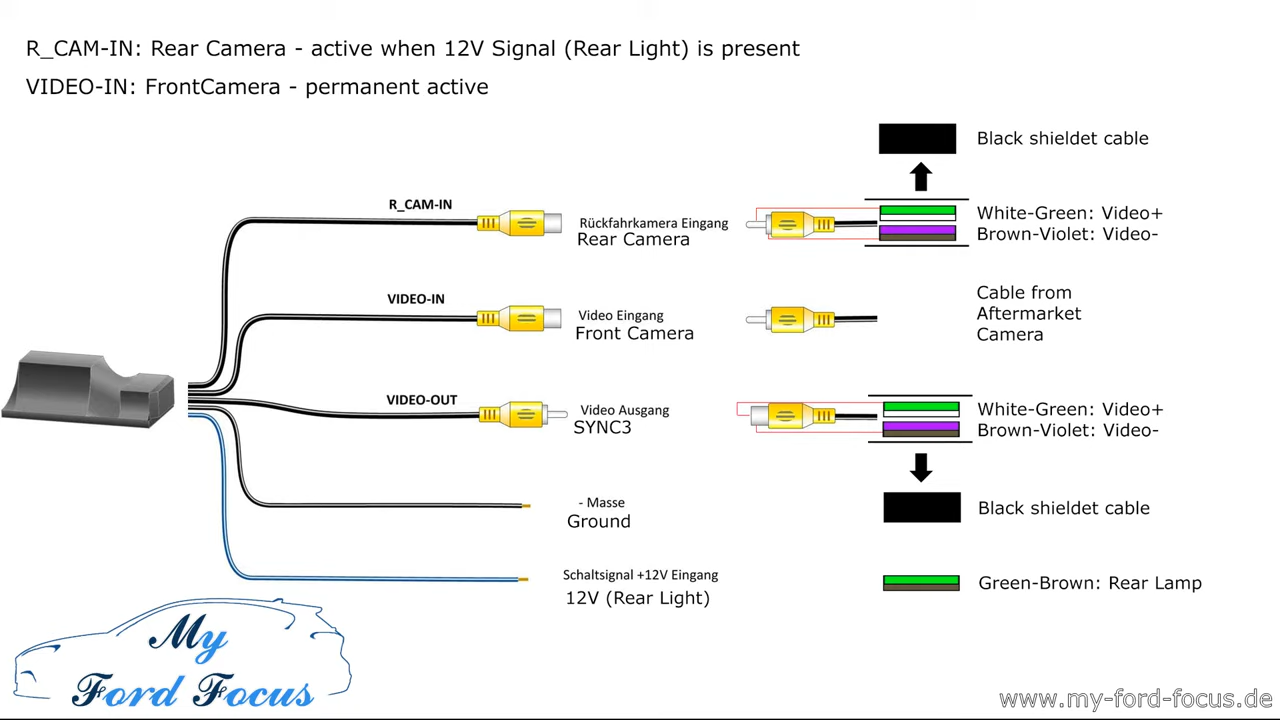 R_CAM-IN: Rear Camera - active when 12V Signal (Rear Light) is present
VIDEO-IN: FrontCamera - permanent active
Black shieldet cable
R_CAM-IN
Rückfahrkamera Eingang
Rear Camera
White-Green: Video+
Brown-Violet: Video-
VIDEO-IN
Video Eingang
Front Camera
Cable from
Aftermarket
Camera
VIDEO-OUT
Video Ausgang
SYNC3
White-Green: Video+
Brown-Violet: Video-
- Masse
Ground
Black shieldet cable
Schaltsignal +12V Eingang
12V (Rear Light)
Green-Brown: Rear Lamp
My
Ford Focus
www.my-ford-focus.de